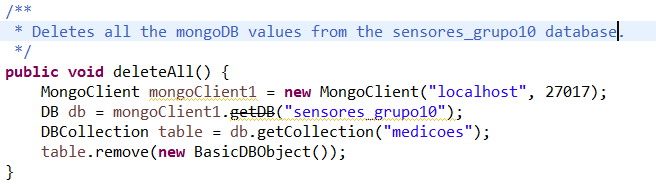 /**
 * Deletes all the mongoDB values from the sensores_grupo10 database.
 */
public void deleteAll() {
    MongoClient mongoClient1 = new MongoClient("localhost", 27017);
    DB db = mongoClient1.getDB("sensores_grupo10");
    DBCollection table = db.getCollection("medicoes");
    table.remove(new BasicDBObject());
}